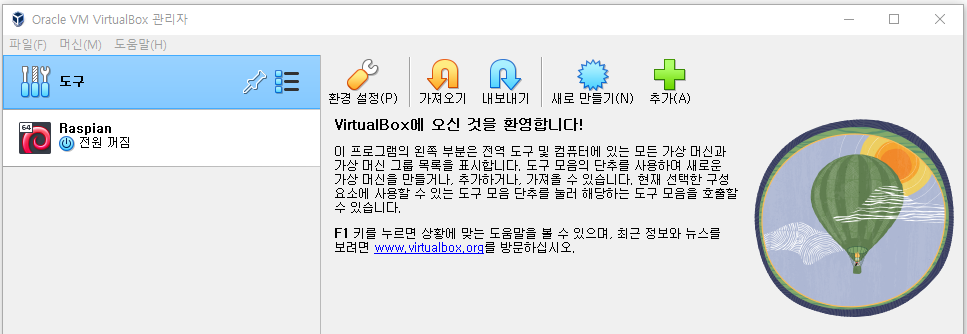 Oracle VM VirtualBox 관리자
파일(F) 머신(M) 도움말(H)
도구
환경 설정(P) 가져오기 내보내기 새로 만들기(N) 추가(A)
64 Raspian
전원 꺼짐
VirtualBox에 오신 것을 환영합니다!
이 프로그램의 왼쪽 부분은 전역 도구 및 컴퓨터에 있는 모든 가상 머신과
가상 머신 그룹 목록을 표시합니다. 도구 모음의 단추를 사용하며 새로운
가상 머신을 만들거나, 추가하거나, 가져올 수 있습니다. 현재 선택한 구성
요소에 사용할 수 있는 도구 모음 단추를 눌러 해당하는 도구 모음을 호출할
수 있습니다.
F1 키를 누르면 상황에 맞는 도움말을 볼 수 있으며, 최근 정보와 뉴스를
보려면 www.virtualbox.org를 방문하십시오.